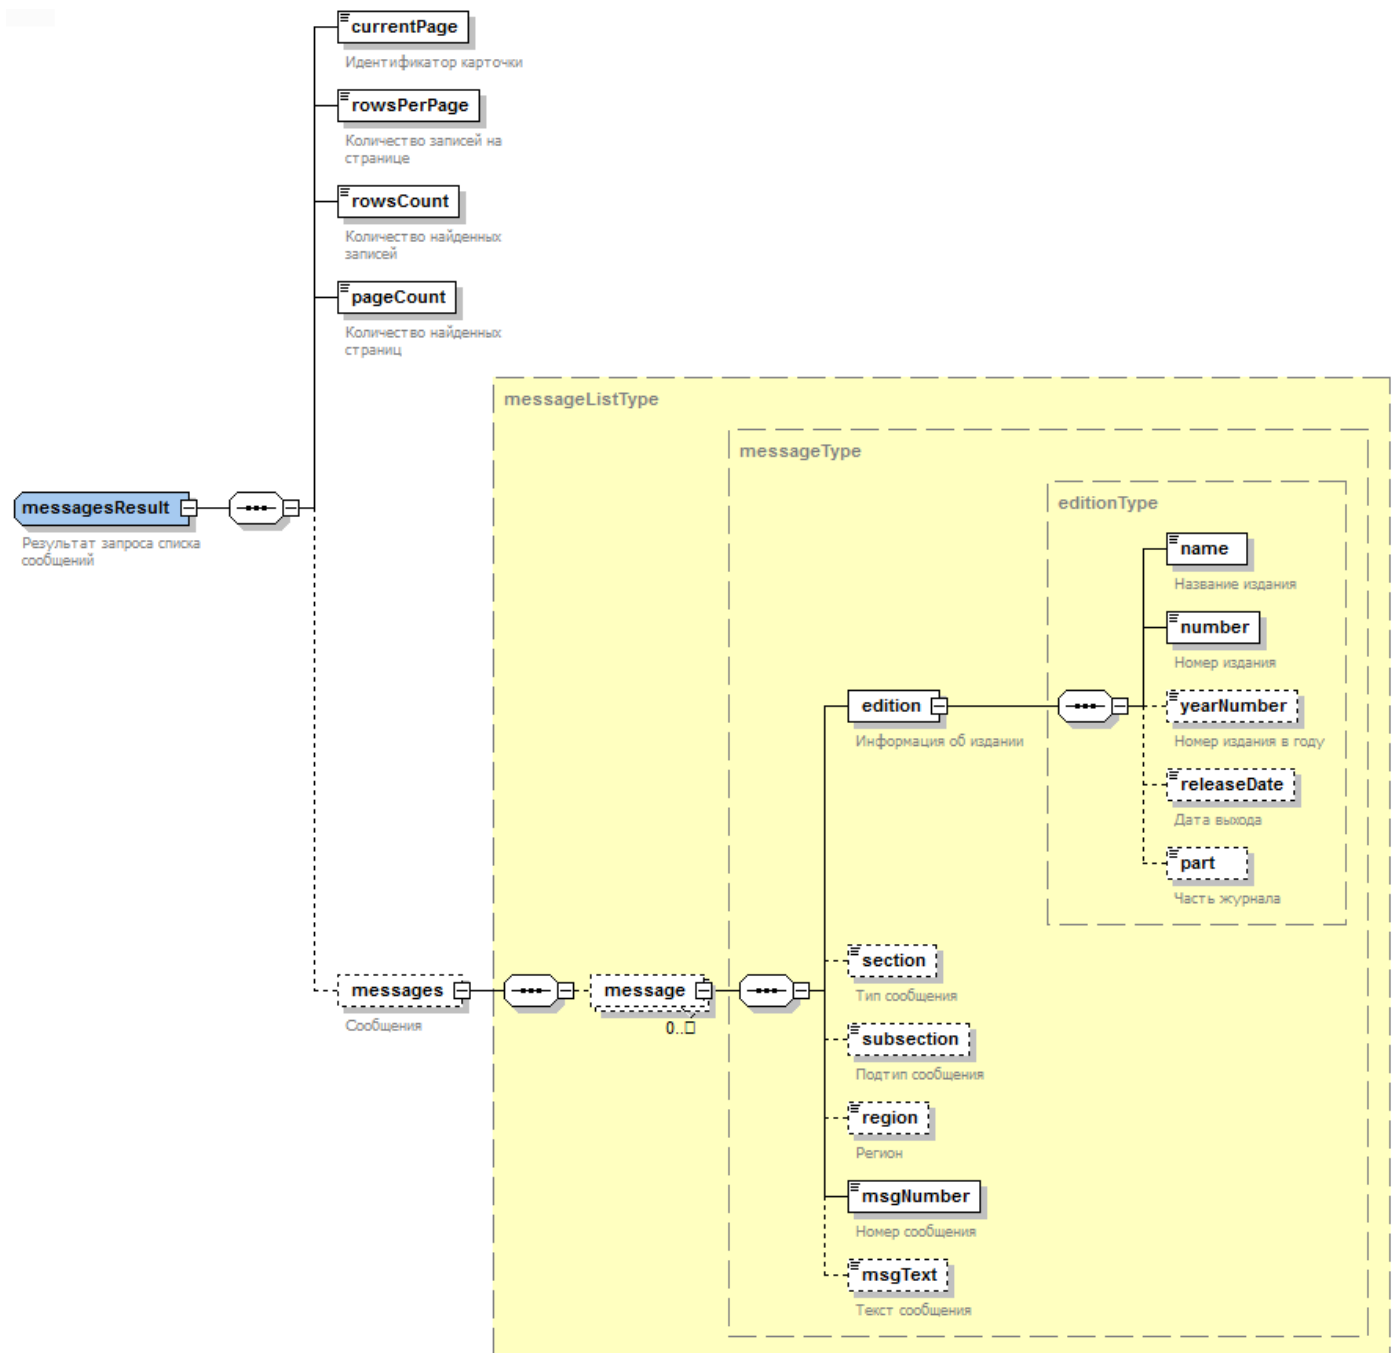 currentPage
Идентификатор карточки
rowsPerPage
Количество записей на
странице
rowsCount
Количество найденных
записей
pageCount
Количество найденных
страниц
messageListType
messageType
editionType
messagesResult
Результат запроса списка
сообщений
name
Название издания
number
Номер издания
edition
Информация об издании
yearNumber
Номер издания в году
releaseDate
Дата выхода
part
Часть журнала
section
Тип сообщения
messages
Сообщения
message
0..□
subsection
Подтип сообщения
region
Регион
msgNumber
Номер сообщения
msgText
Текст сообщения